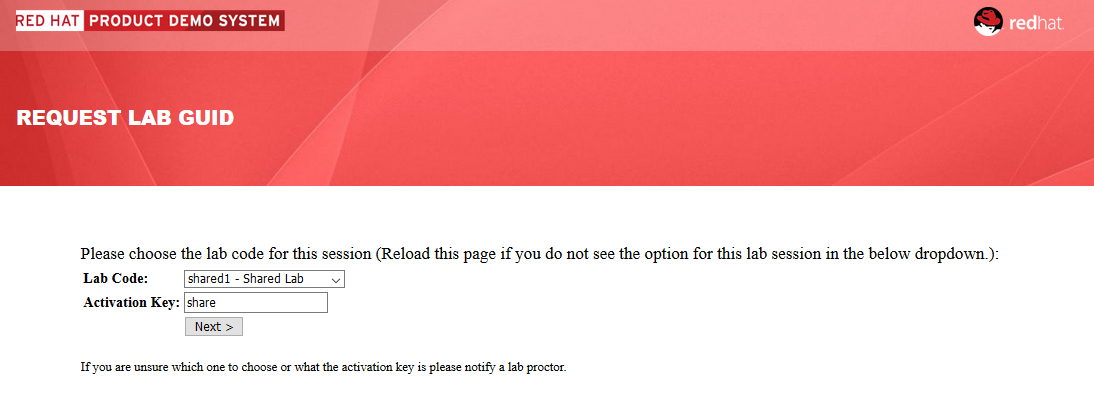 RED HAT PRODUCT DEMO SYSTEM
redhat.
REQUEST LAB GUID
Please choose the lab code for this session (Reload this page if you do not see the option for this lab session in the below dropdown.):
Lab Code: shared1 - Shared Lab
Activation Key: share
Next >
If you are unsure which one to choose or what the activation key is please notify a lab proctor.